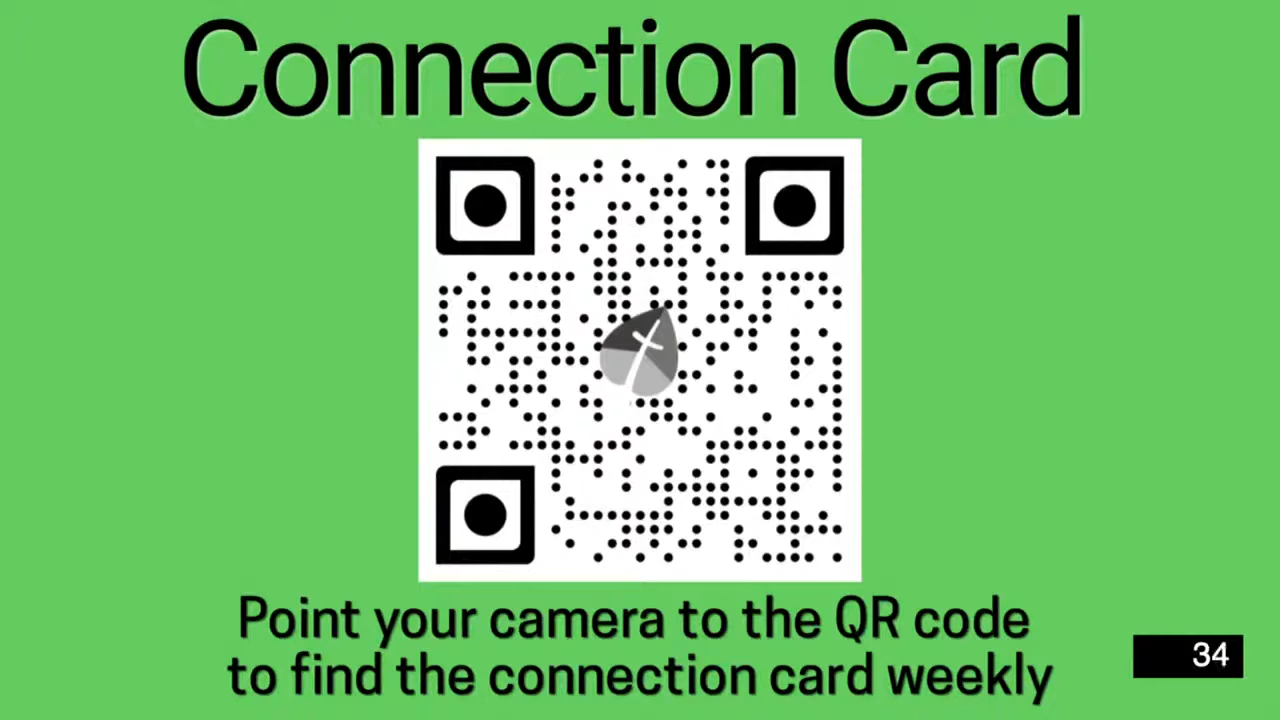 Connection Card
Point your camera to the QR code
to find the connection card weekly
34